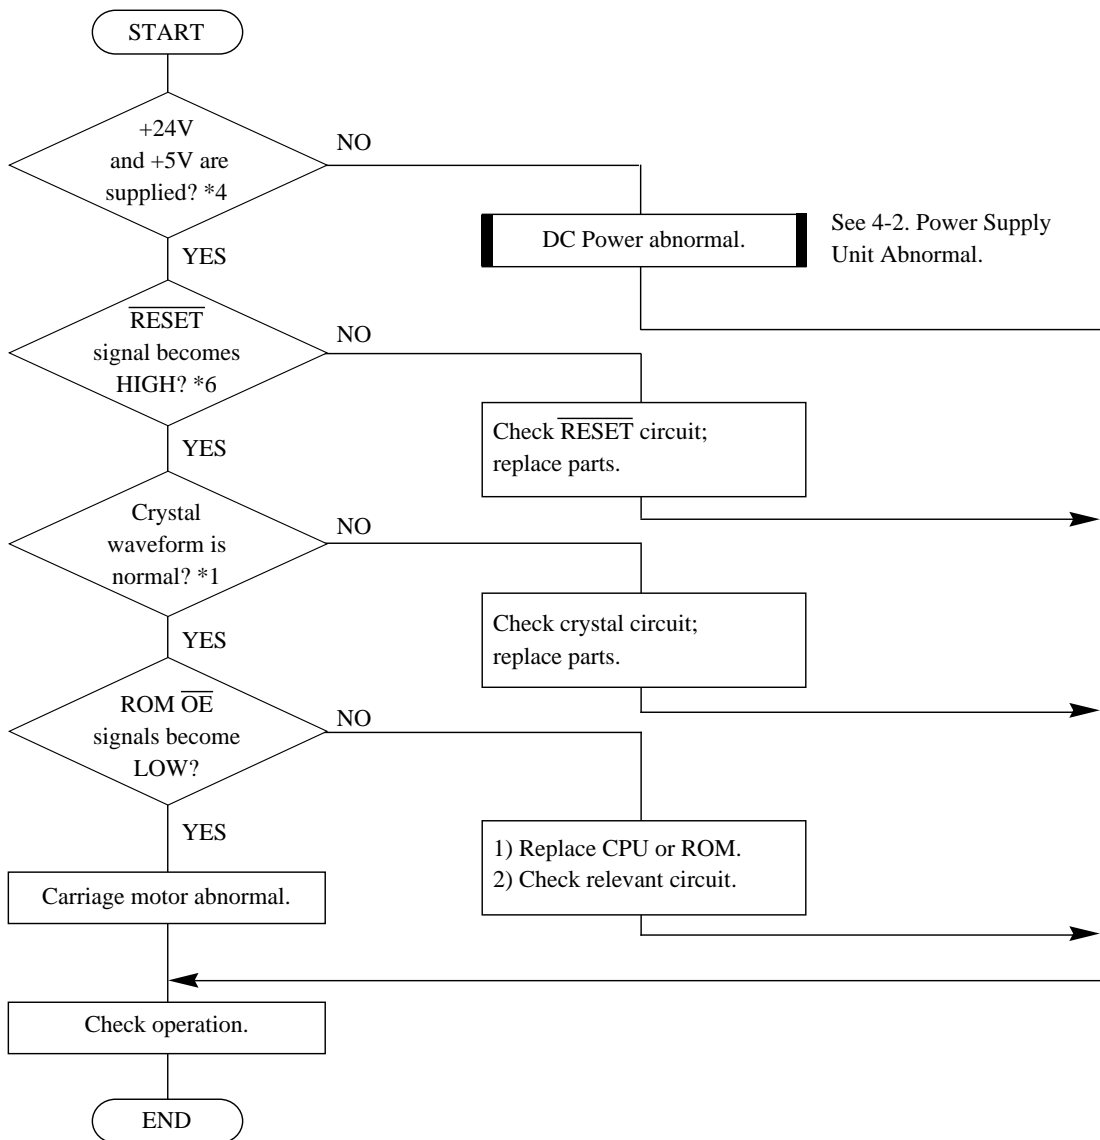 START
+24V
and +5V are
supplied? *4
NO
YES
DC Power abnormal.
See 4-2. Power Supply
Unit Abnormal.
R̅E̅S̅E̅T̅
signal becomes
HIGH? *6
NO
YES
Check R̅E̅S̅E̅T̅ circuit;
replace parts.
Crystal
waveform is
normal? *1
NO
YES
Check crystal circuit;
replace parts.
ROM O̅E̅
signals become
LOW?
NO
YES
1) Replace CPU or ROM.
2) Check relevant circuit.
Carriage motor abnormal.
Check operation.
END